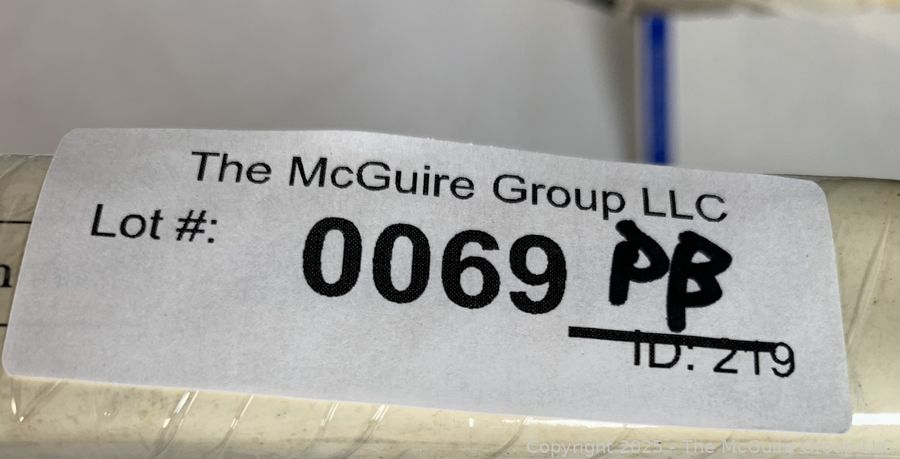 The McGuire Group LLC
Lot #: 0069 PB
ID: 219
n
Copyright 2025 - The McGuire Group LLC